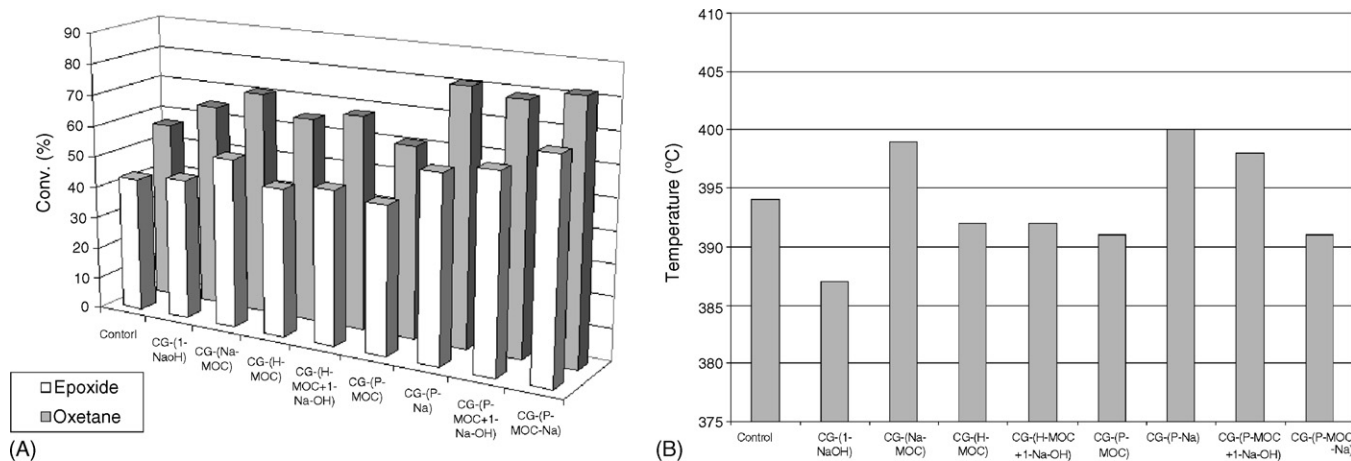 90
80
70
60
50
40
30
20
10
0
Conv. (%)
Contorl
CG-(1-
NaoH)
CG-(Na-
MOC)
CG-(H-
MOC)
CG-(H-
MOC+1-
Na-OH)
CG-(P-
MOC)
CG-(P-
Na)
CG-(P-
MOC+1-
Na-OH)
CG-(P-
MOC-Na)
Epoxide
Oxetane
(A)
410
405
400
395
390
385
380
375
Temperature (ºC)
Control
CG-(1-
NaOH)
CG-(Na-
MOC)
CG-(H-
MOC)
CG-(H-MOC
+1-Na-OH)
CG-(P-
MOC)
CG-(P-Na)
CG-(P-MOC
+1-Na-OH)
CG-(P-MOC
-Na)
(B)